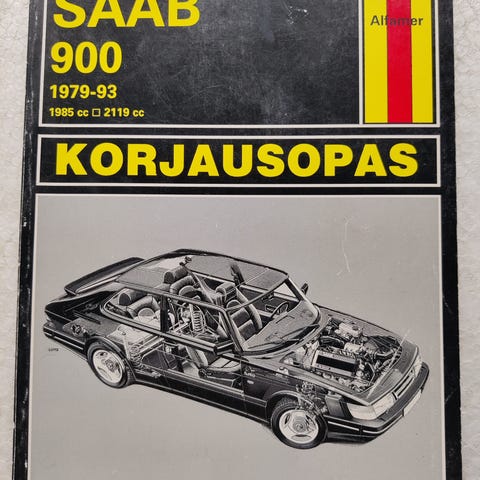 SAAB
Alfamer
900
1979-93
1985 cc □ 2119 cc
KORJAUSOPAS